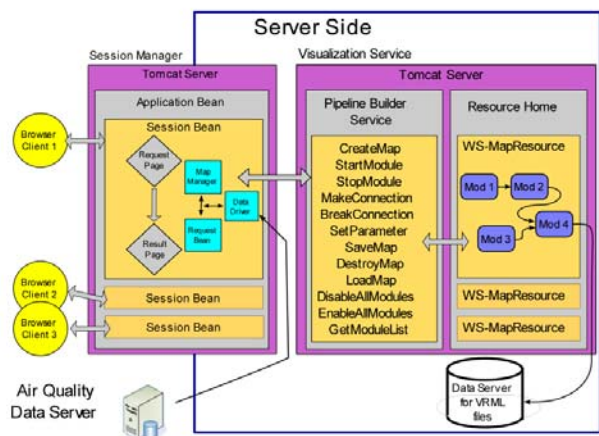 Server Side
Session Manager
Visualization Service
Tomcat Server
Tomcat Server
Application Bean
Pipeline Builder
Service
Resource Home
Browser
Client 1
Session Bean
Request
Page
Map
Manager
Data
Driver
Request
Bean
Result
Page
CreateMap
StartModule
StopModule
MakeConnection
BreakConnection
SetParameter
SaveMap
DestroyMap
LoadMap
DisableAllModules
EnableAllModules
GetModuleList
WS-MapResource
Mod 1
Mod 2
Mod 3
Mod 4
Browser
Client 2
Session Bean
WS-MapResource
Browser
Client 3
Session Bean
WS-MapResource
Air Quality
Data Server
Data Server
for VRML
files